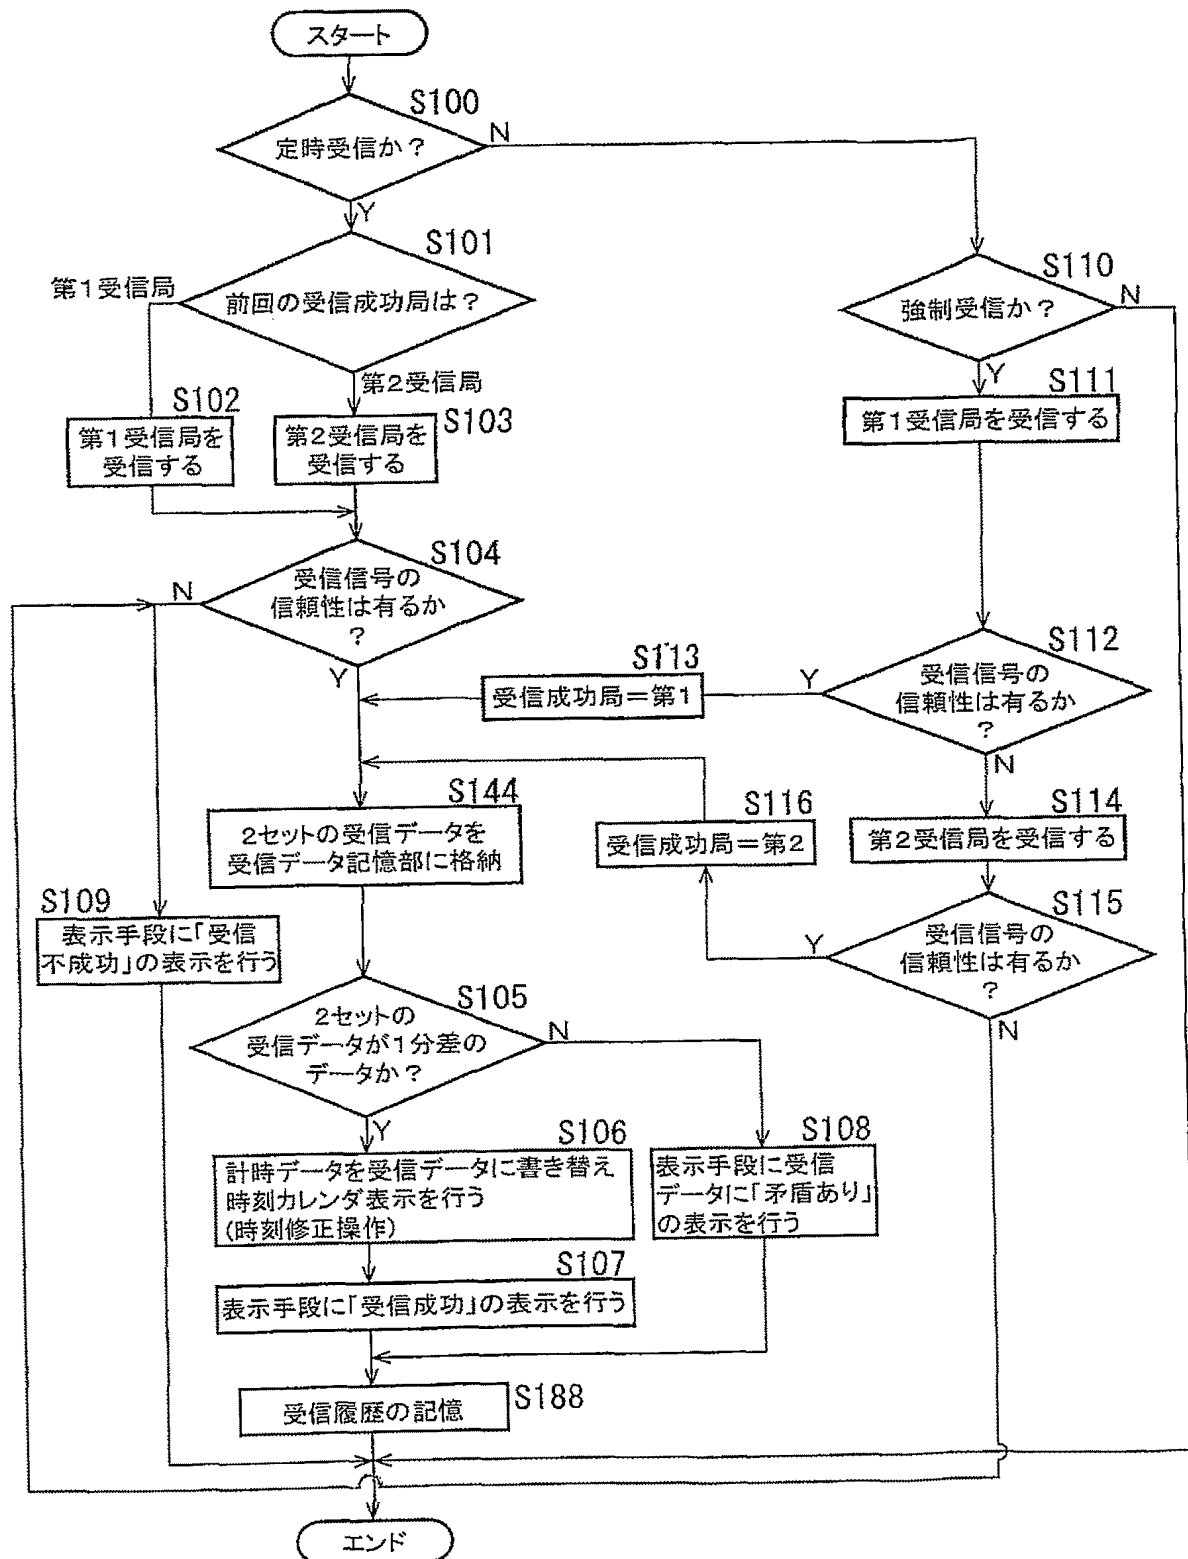 スタート
S100
定時受信か？
N
Y
S101
第1受信局
前回の受信成功局は？
第2受信局
S102
第1受信局を
受信する
S103
第2受信局を
受信する
S110
強制受信か？
N
Y
S111
第1受信局を受信する
S104
受信信号の
信頼性は有るか
？
N
Y
S112
受信信号の
信頼性は有るか
？
Y
N
S113
受信成功局＝第1
S144
2セットの受信データを
受信データ記憶部に格納
S116
受信成功局＝第2
S114
第2受信局を受信する
S109
表示手段に「受信
不成功」の表示を行う
S115
受信信号の
信頼性は有るか
？
Y
N
S105
2セットの
受信データが1分差の
データか？
N
Y
S106
計時データを受信データに書き替え
時刻カレンダ表示を行う
(時刻修正操作)
S108
表示手段に受信
データに「矛盾あり」
の表示を行う
S107
表示手段に「受信成功」の表示を行う
S188
受信履歴の記憶
エンド